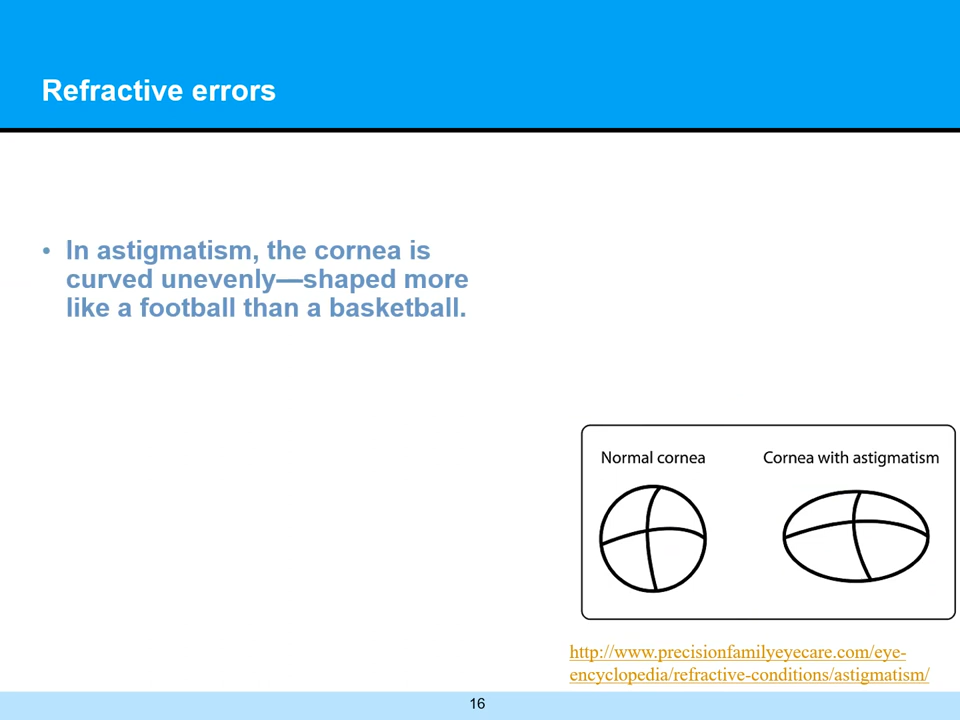 Refractive errors
• In astigmatism, the cornea is
curved unevenly—shaped more
like a football than a basketball.
Normal cornea
Cornea with astigmatism
http://www.precisionfamilyeyecare.com/eye-
encyclopedia/refractive-conditions/astigmatism/
16